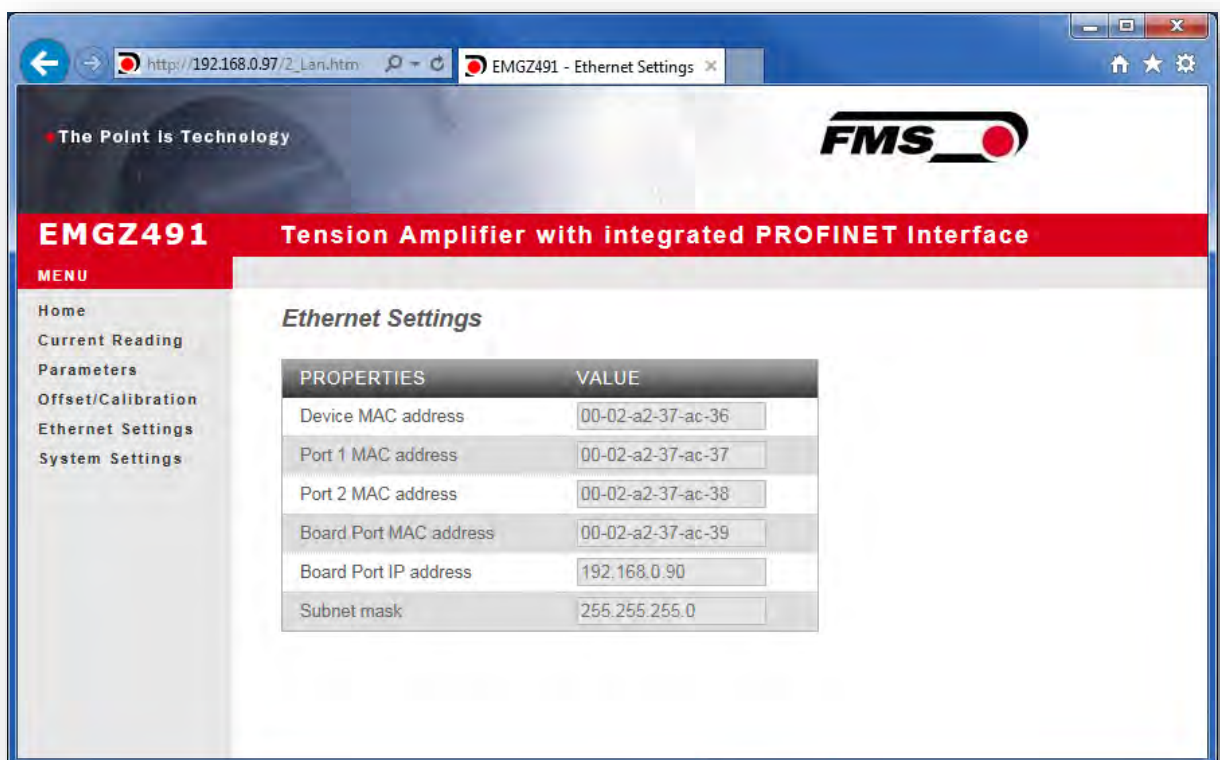 http://192.168.0.97/2_Lan.htm
EMGZ491 - Ethernet Settings
The Point is Technology
FMS
EMGZ491 Tension Amplifier with integrated PROFINET Interface
MENU
Home
Current Reading
Parameters
Offset/Calibration
Ethernet Settings
System Settings
Ethernet Settings
PROPERTIES VALUE
Device MAC address 00-02-a2-37-ac-36
Port 1 MAC address 00-02-a2-37-ac-37
Port 2 MAC address 00-02-a2-37-ac-38
Board Port MAC address 00-02-a2-37-ac-39
Board Port IP address 192.168.0.90
Subnet mask 255.255.255.0